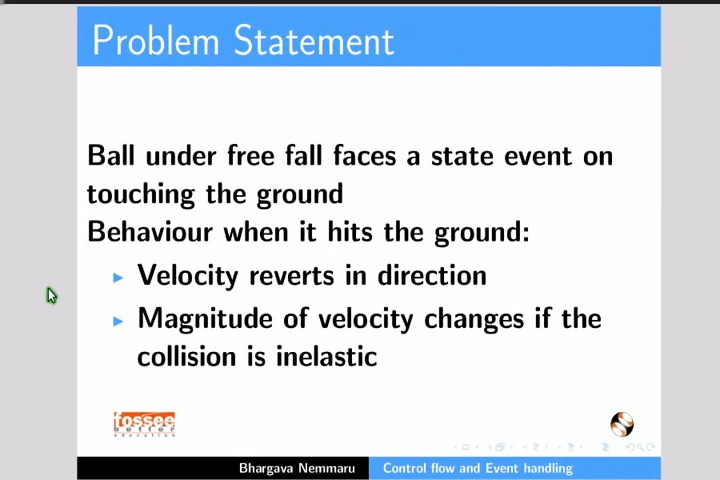 Problem Statement
Ball under free fall faces a state event on
touching the ground
Behaviour when it hits the ground:
Velocity reverts in direction
Magnitude of velocity changes if the
collision is inelastic
fossee
better
education
Bhargava Nemmaru
Control flow and Event handling